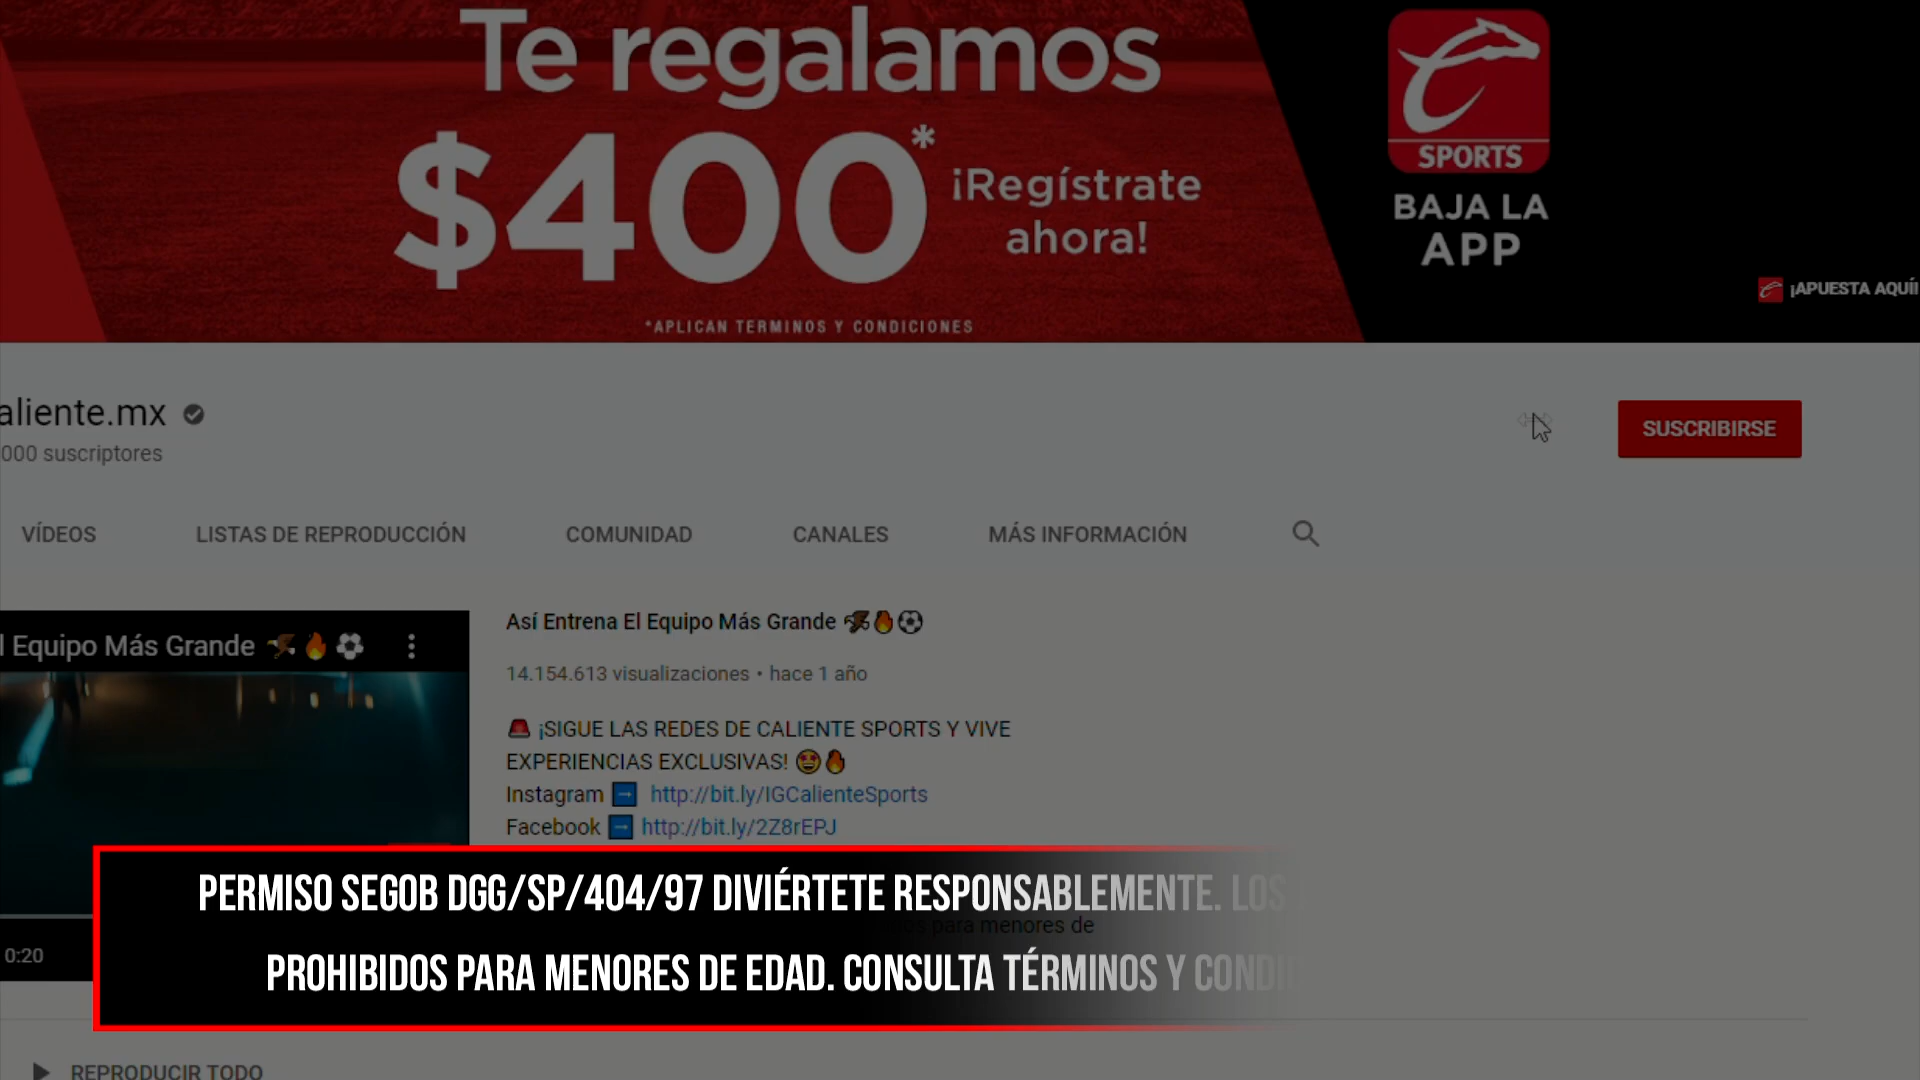 Te regalamos
$400*
¡Regístrate
ahora!
*APLICAN TERMINOS Y CONDICIONES
SPORTS
BAJA LA
APP
¡APUESTA AQUÍ!
aliente.mx
000 suscriptores
SUSCRIBIRSE
VÍDEOS LISTAS DE REPRODUCCIÓN COMUNIDAD CANALES MÁS INFORMACIÓN
l Equipo Más Grande
0:20
Así Entrena El Equipo Más Grande
14.154.613 visualizaciones • hace 1 año
¡SIGUE LAS REDES DE CALIENTE SPORTS Y VIVE
EXPERIENCIAS EXCLUSIVAS!
Instagram ➡ http://bit.ly/IGCalienteSports
Facebook ➡ http://bit.ly/2Z8rEPJ
para menores de
PERMISO SEGOB DGG/SP/404/97 DIVIÉRTETE RESPONSABLEMENTE. LOS
PROHIBIDOS PARA MENORES DE EDAD. CONSULTA TÉRMINOS Y CONDI
REPRODUCIR TODO